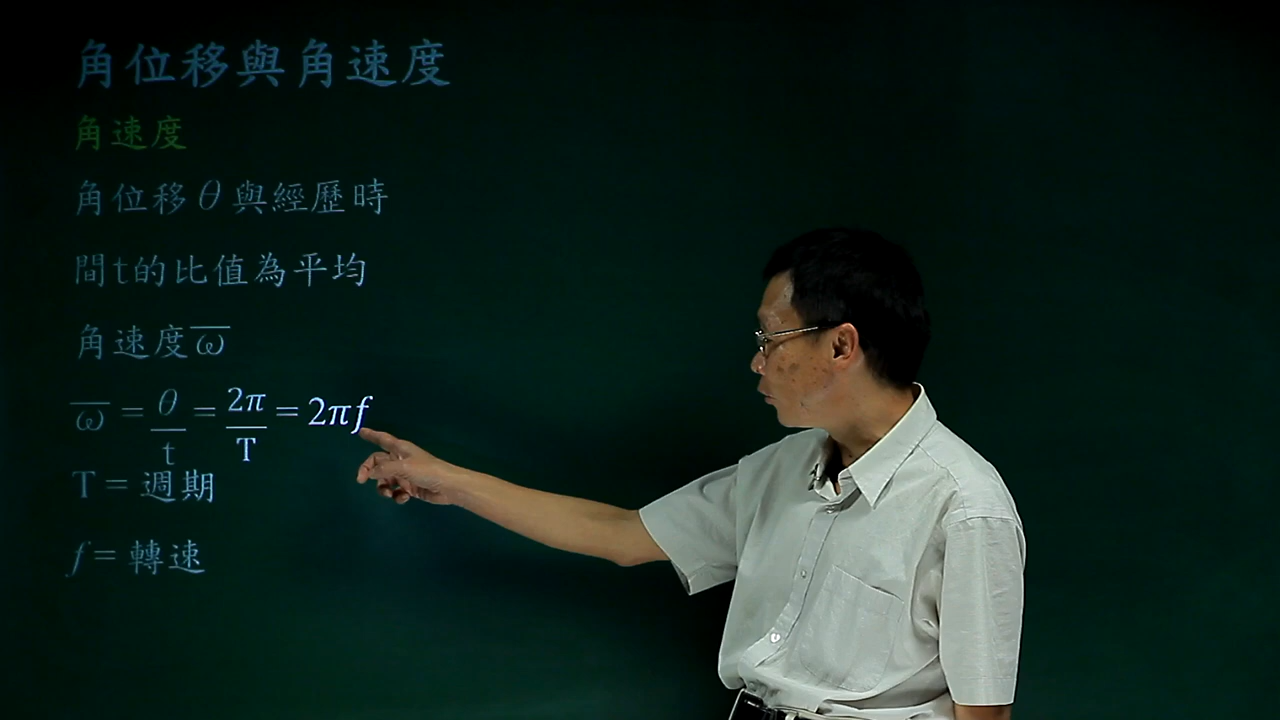 角位移與角速度
角速度
角位移θ與經歷時
間t的比值為平均
角速度ω̅
ω̅ = θ/t = 2π/T = 2πf
T = 週期
f = 轉速